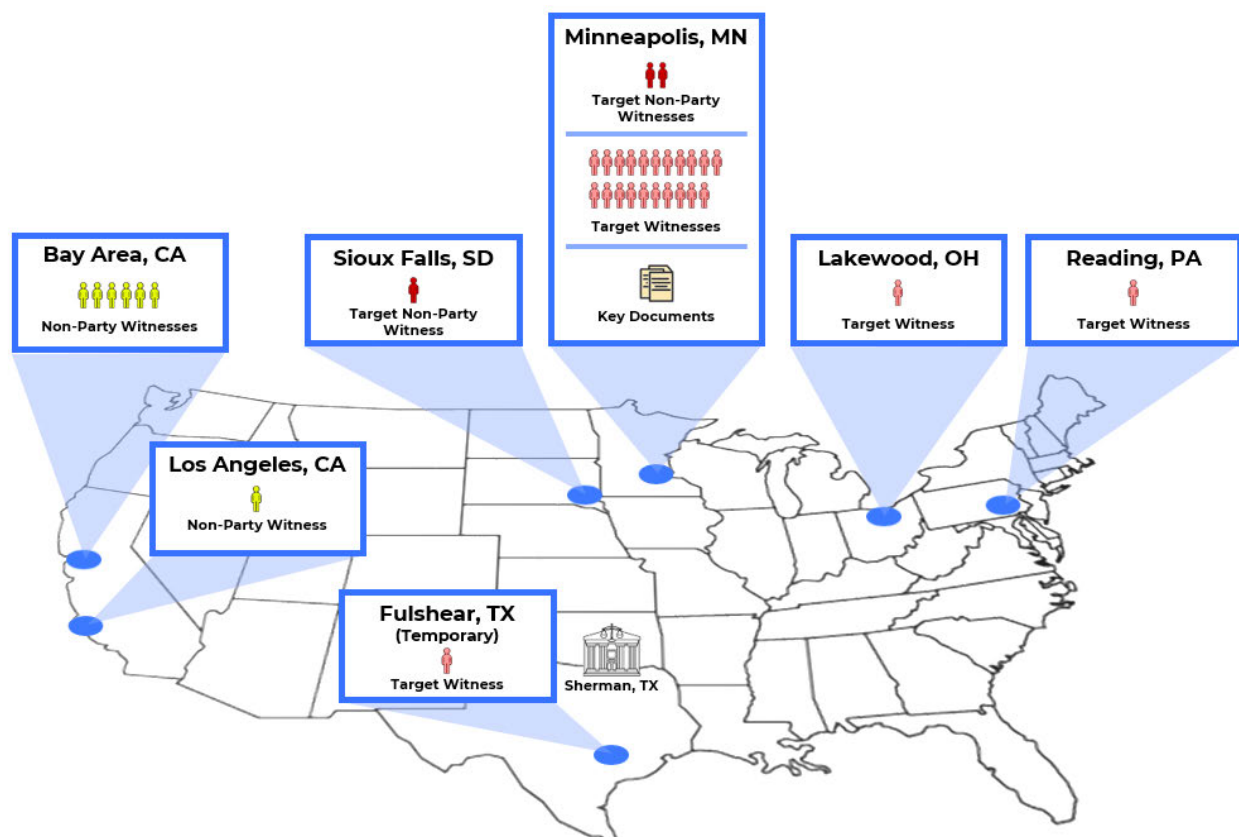 Minneapolis, MN
Target Non-Party
Witnesses
Target Witnesses
Key Documents
Bay Area, CA
Non-Party Witnesses
Sioux Falls, SD
Target Non-Party
Witness
Lakewood, OH
Target Witness
Reading, PA
Target Witness
Los Angeles, CA
Non-Party Witness
Fulshear, TX
(Temporary)
Target Witness
Sherman, TX